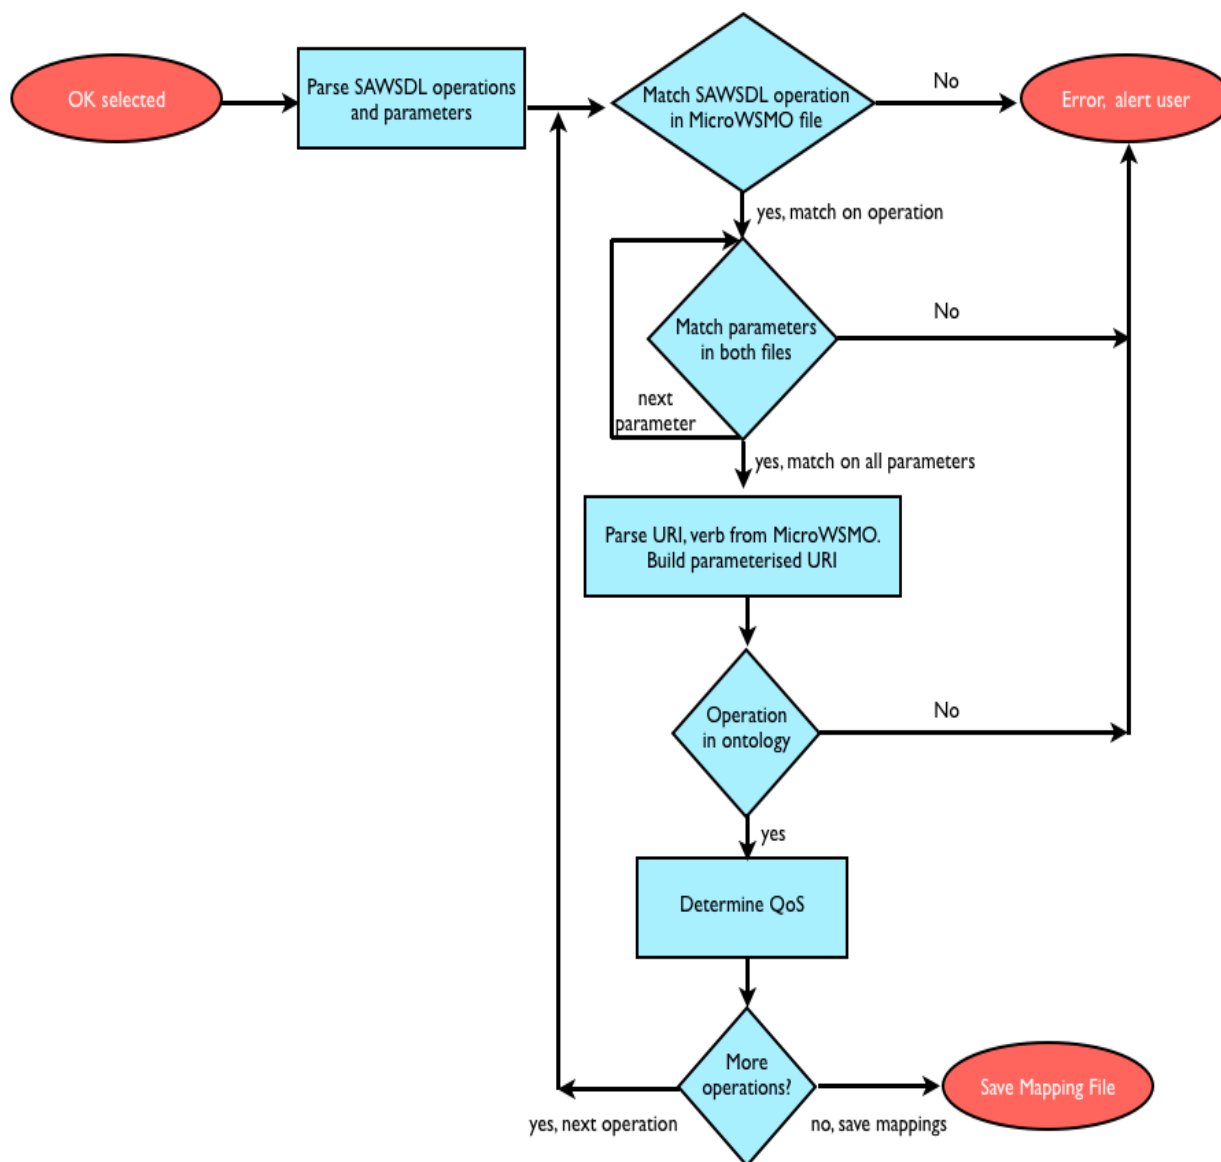 OK selected
Parse SAWSDL operations
and parameters
Match SAWSDL operation
in MicroWSMO file
No
Error, alert user
yes, match on operation
Match parameters
in both files
No
next
parameter
yes, match on all parameters
Parse URI, verb from MicroWSMO.
Build parameterised URI
Operation
in ontology
No
yes
Determine QoS
More
operations?
Save Mapping File
yes, next operation
no, save mappings